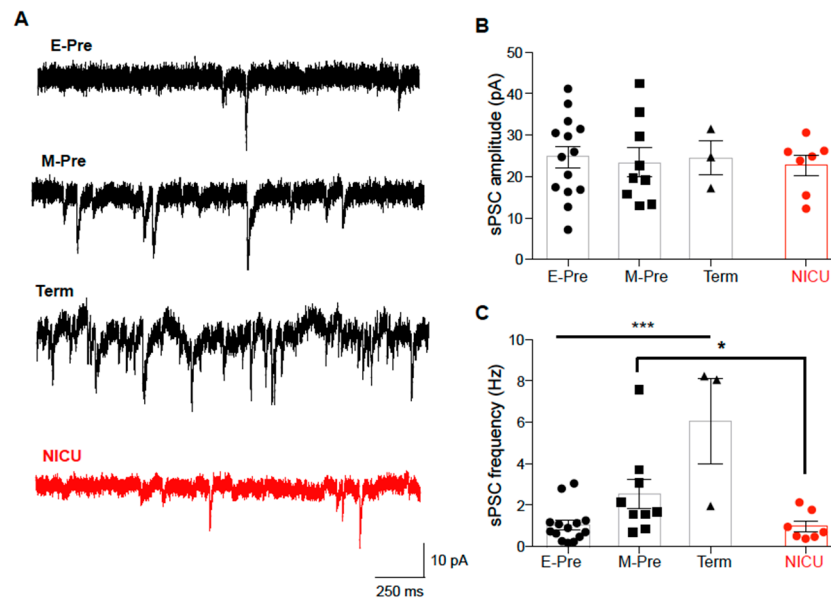 A
E-Pre
M-Pre
Term
NICU
10 pA
250 ms
B
sPSC amplitude (pA)
50
40
30
20
10
0
E-Pre M-Pre Term NICU
C
sPSC frequency (Hz)
10
8
6
4
2
0
***
*
E-Pre M-Pre Term NICU